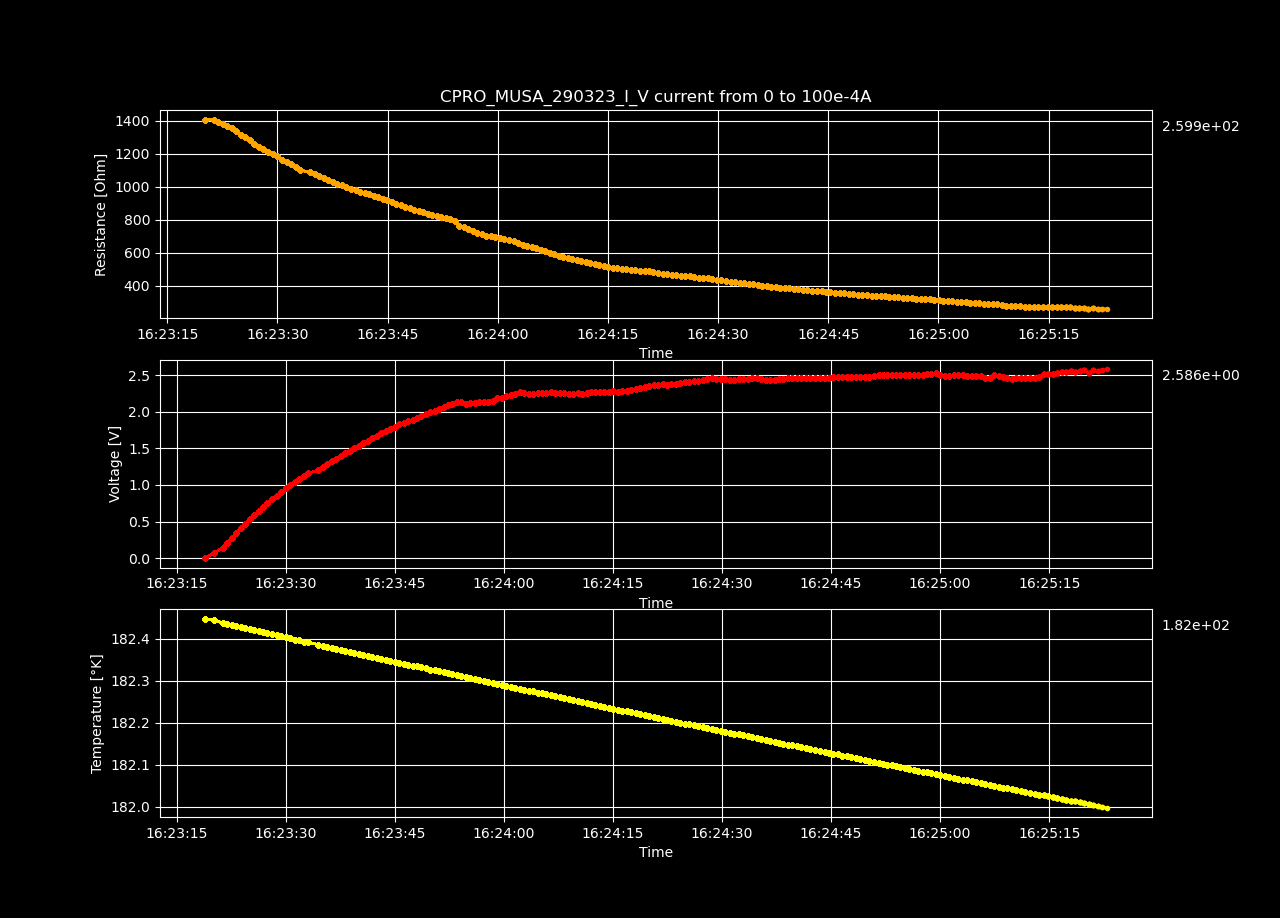 CPRO_MUSA_290323_I_V current from 0 to 100e-4A
1400
1200
1000
800
600
400
Resistance [Ohm]
2.599e+02
16:23:15 16:23:30 16:23:45 16:24:00 16:24:15 16:24:30 16:24:45 16:25:00 16:25:15
Time
2.5
2.0
1.5
1.0
0.5
0.0
Voltage [V]
2.586e+00
16:23:15 16:23:30 16:23:45 16:24:00 16:24:15 16:24:30 16:24:45 16:25:00 16:25:15
Time
182.4
182.3
182.2
182.1
182.0
Temperature [°K]
1.82e+02
16:23:15 16:23:30 16:23:45 16:24:00 16:24:15 16:24:30 16:24:45 16:25:00 16:25:15
Time